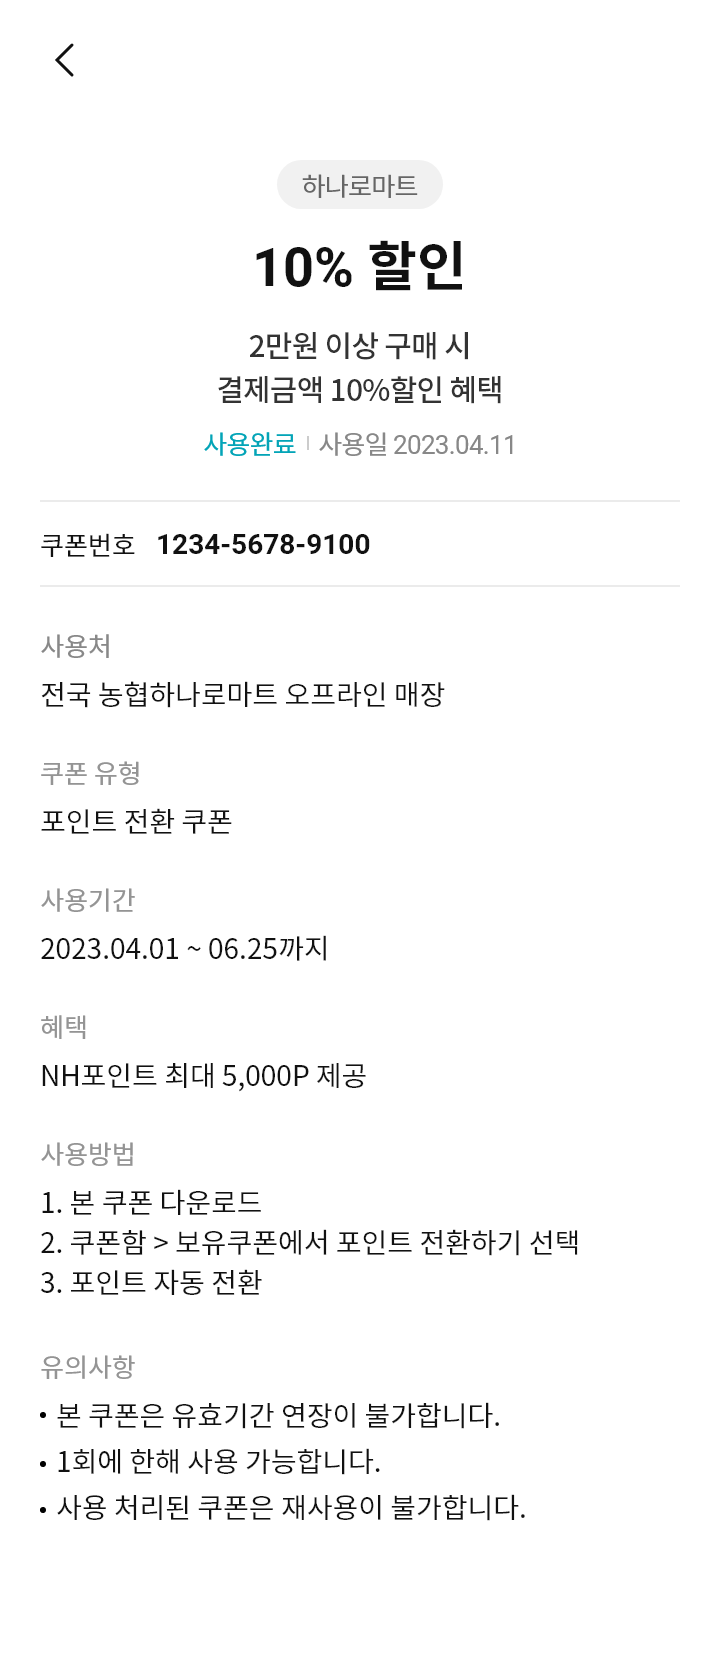 하나로마트
10% 할인
2만원 이상 구매 시
결제금액 10%할인 혜택
사용완료 | 사용일 2023.04.11
쿠폰번호 1234-5678-9100
사용처
전국 농협하나로마트 오프라인 매장
쿠폰 유형
포인트 전환 쿠폰
사용기간
2023.04.01 ~ 06.25까지
혜택
NH포인트 최대 5,000P 제공
사용방법
1. 본 쿠폰 다운로드
2. 쿠폰함 > 보유쿠폰에서 포인트 전환하기 선택
3. 포인트 자동 전환
유의사항
• 본 쿠폰은 유효기간 연장이 불가합니다.
• 1회에 한해 사용 가능합니다.
• 사용 처리된 쿠폰은 재사용이 불가합니다.